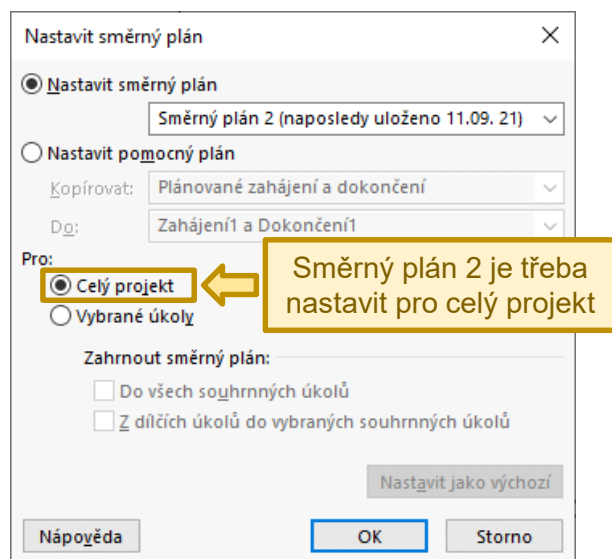 Nastavit směrný plán
Nastavit směrný plán
Směrný plán 2 (naposledy uloženo 11.09. 21)
Nastavit pomocný plán
Kopírovat: Plánované zahájení a dokončení
Do: Zahájení1 a Dokončení1
Pro:
Celý projekt
Směrný plán 2 je třeba
nastavit pro celý projekt
Vybrané úkoly
Zahrnout směrný plán:
Do všech souhrnných úkolů
Z dílčích úkolů do vybraných souhrnných úkolů
Nastavit jako výchozí
Nápověda OK Storno